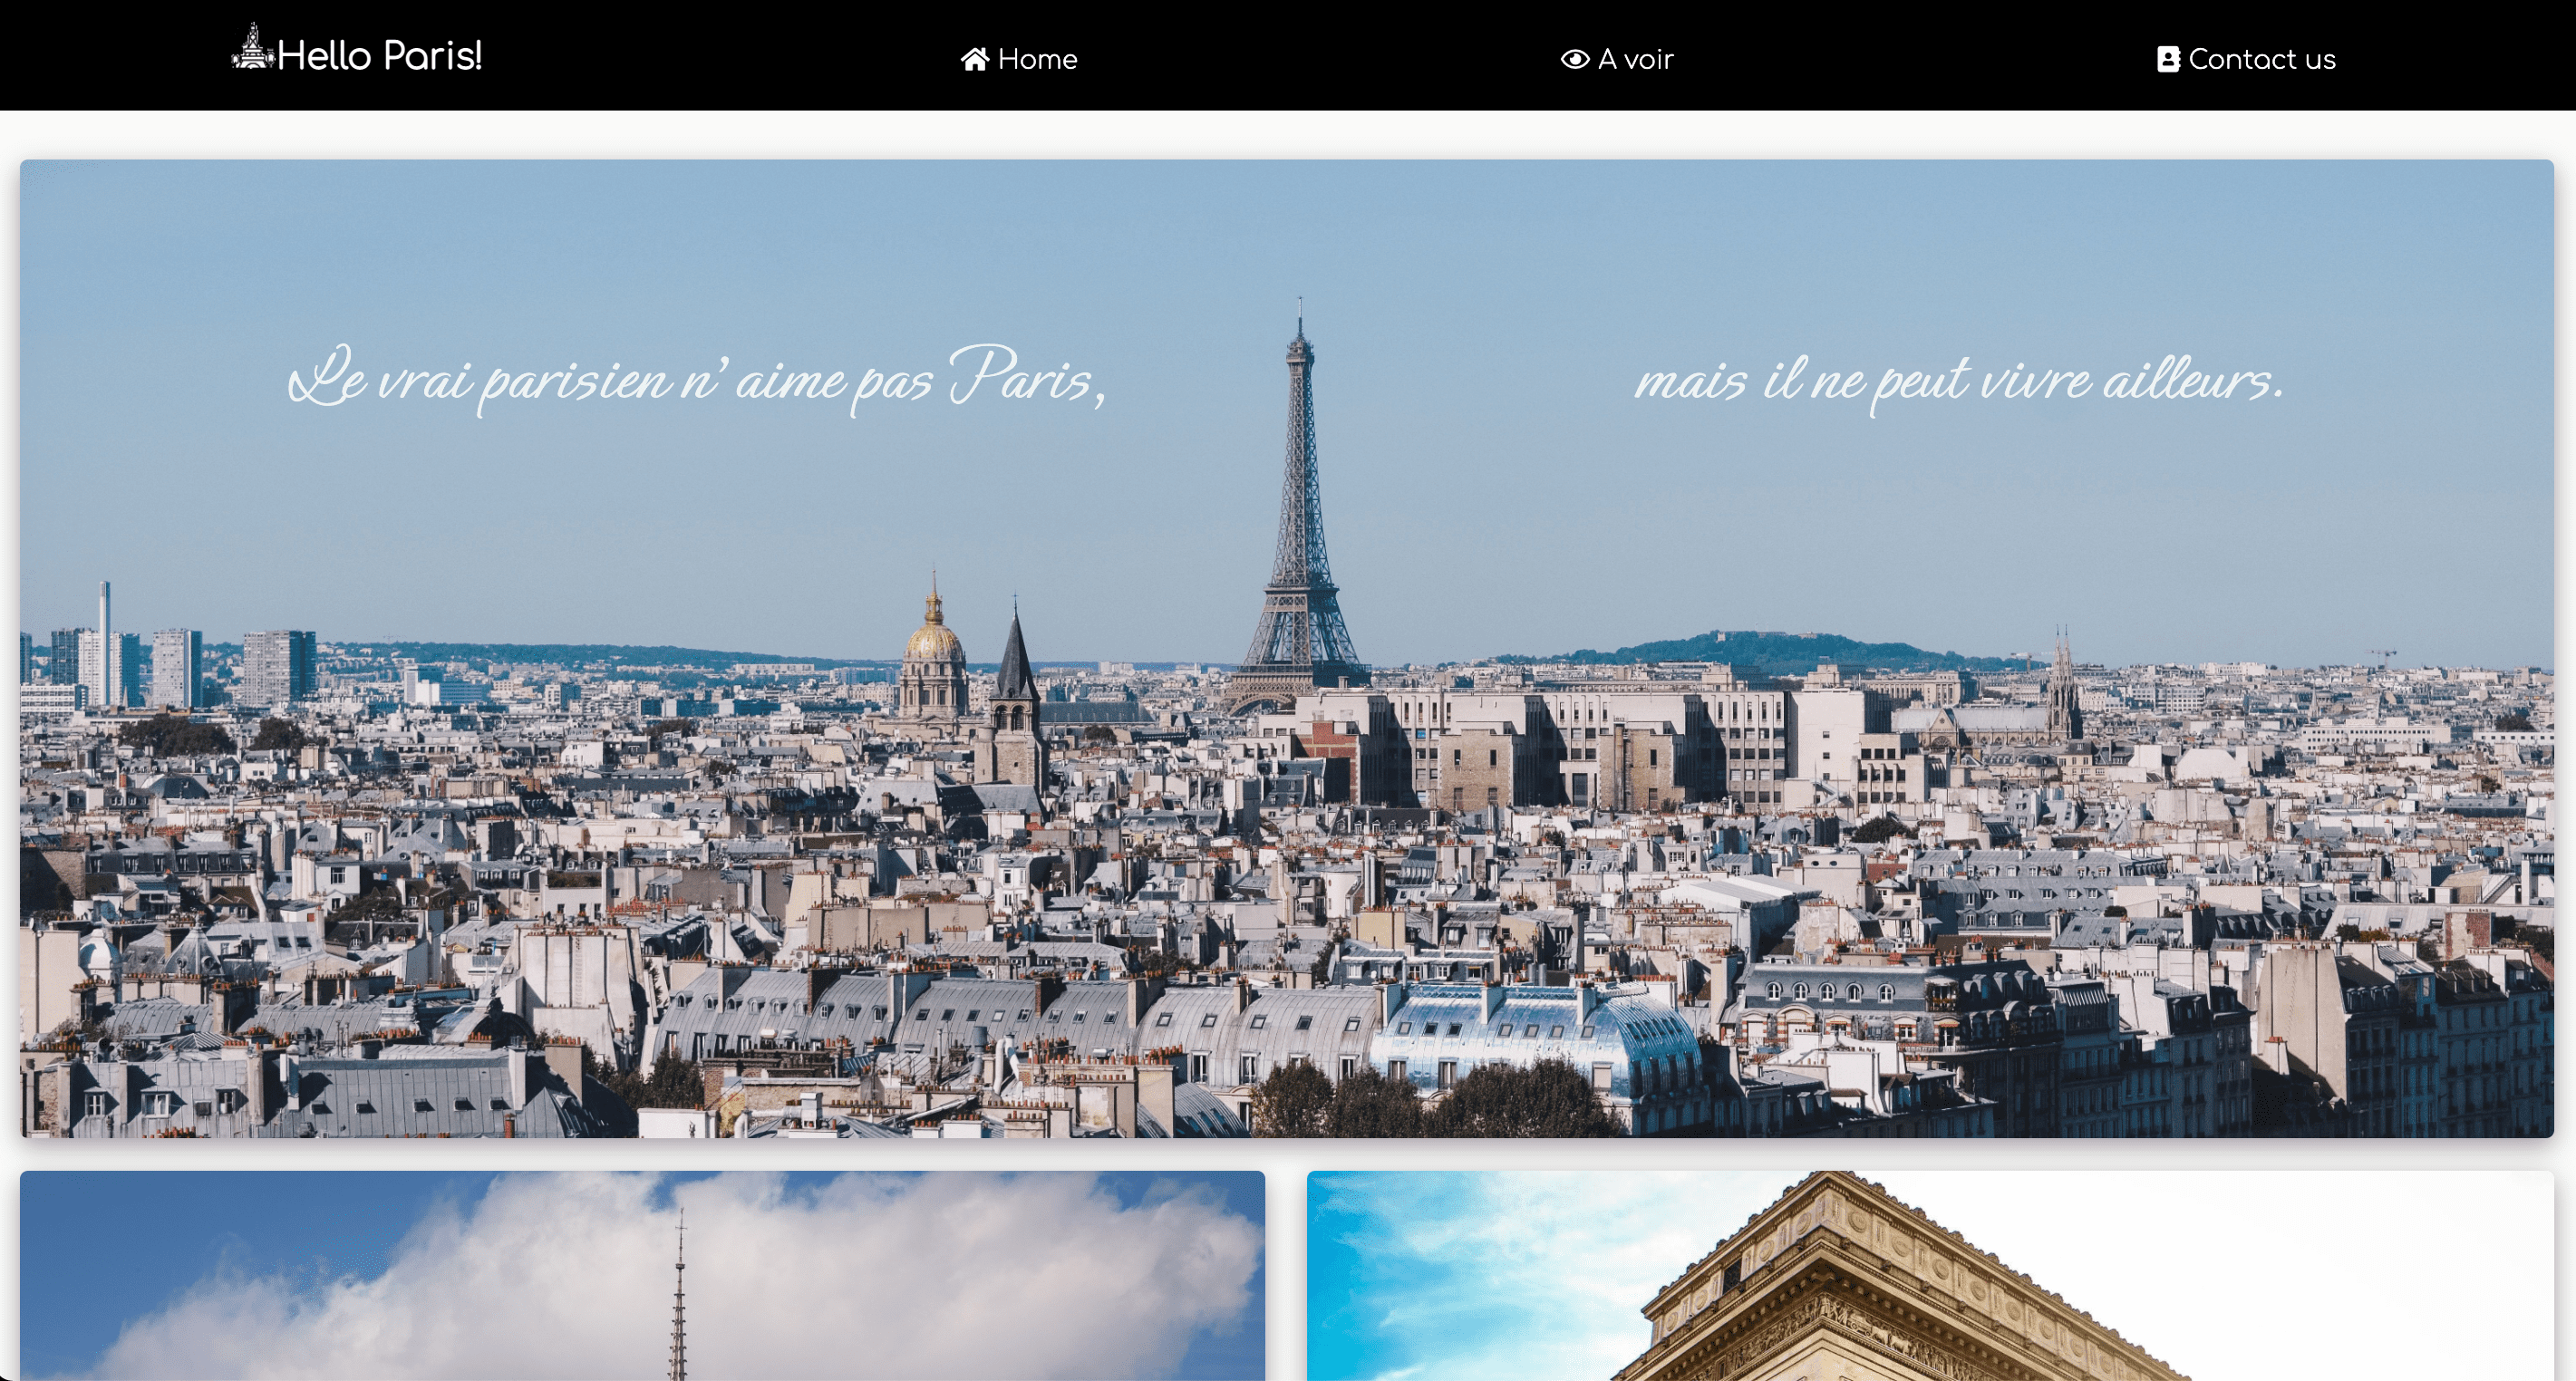 Hello Paris!
Home
A voir
Contact us
Le vrai parisien n’ aime pas Paris,
mais il ne peut vivre ailleurs.